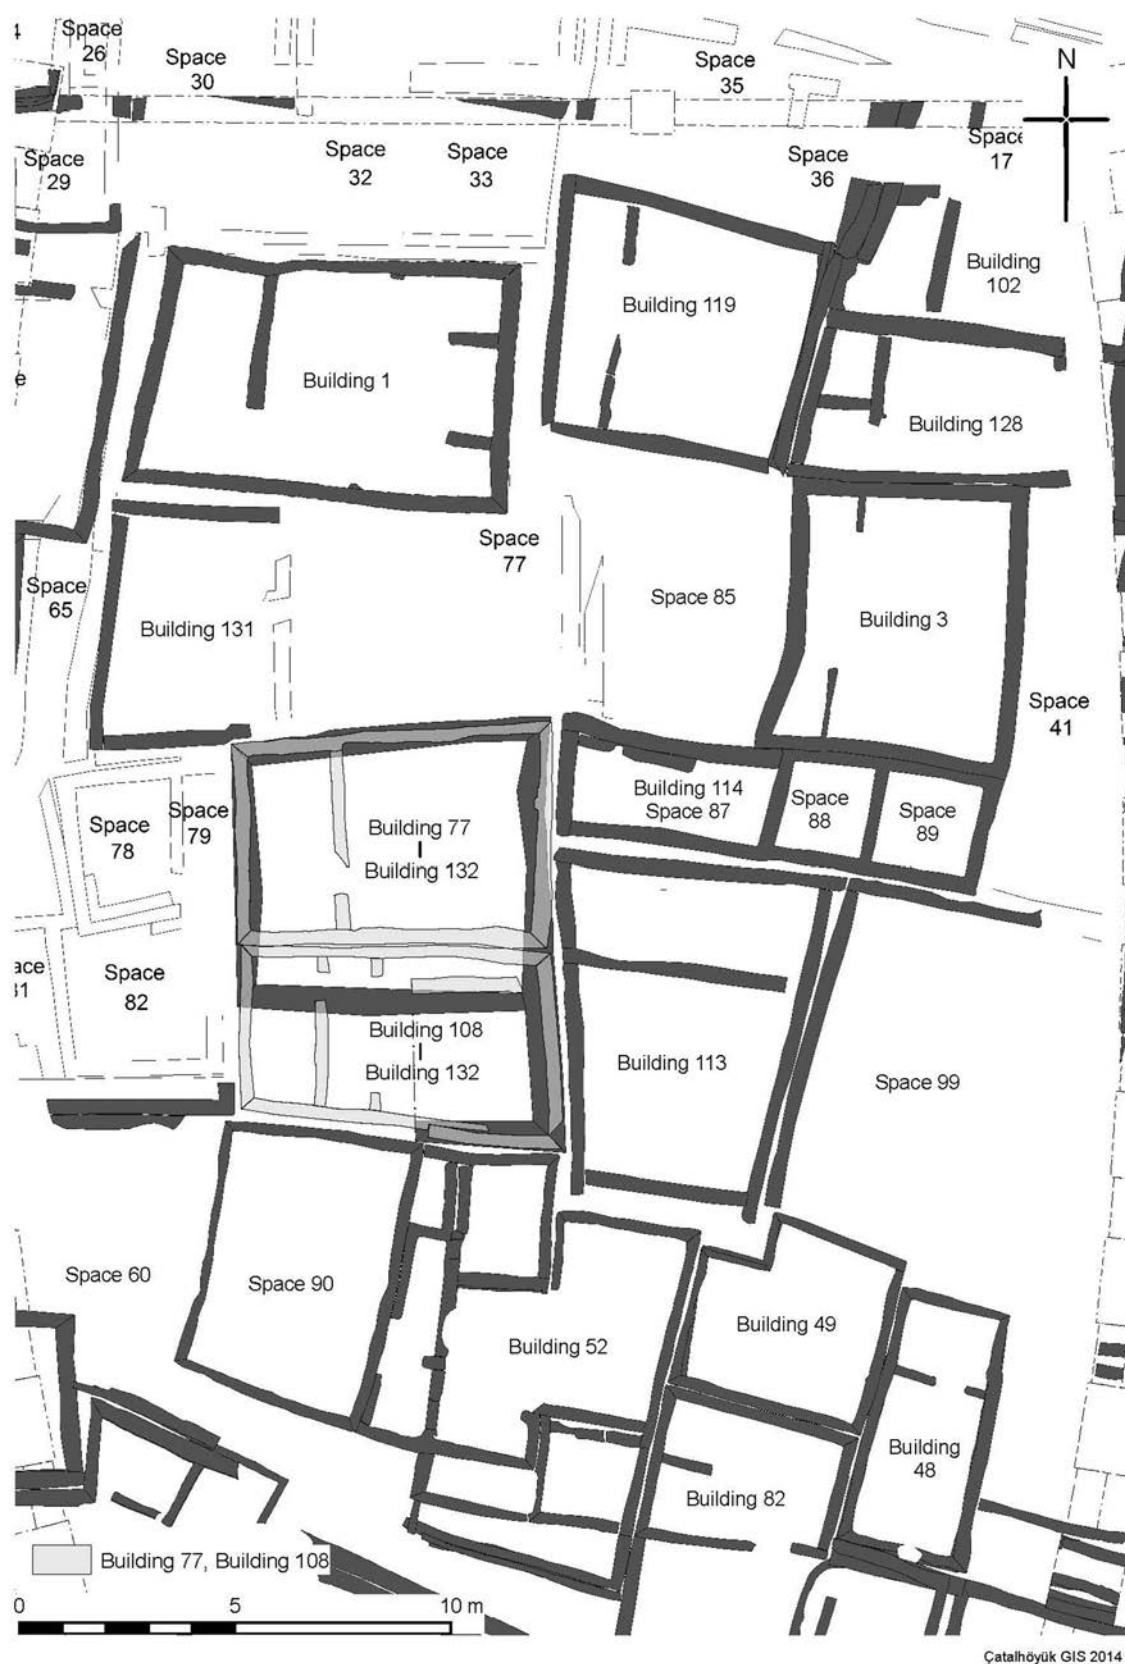 Space
26
Space
30
Space
35
N
Space
29
Space
32
Space
33
Space
36
Space
17
Building
102
Building 119
Building 1
Building 128
Space
77
Space
65
Space 85
Building 3
Building 131
Space
41
Building 114
Space 87
Space
88
Space
89
Space
78
Space
79
Building 77
Building 132
Space
82
Building 108
Building 132
Building 113
Space 99
Space 60
Space 90
Building 52
Building 49
Building
48
Building 82
Building 77, Building 108
0 5 10 m
Çatalhöyük GIS 2014